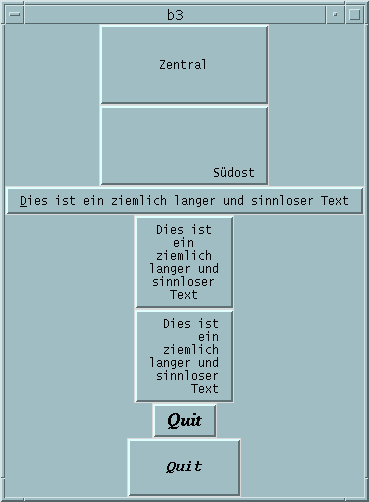 b3
Zentral
Südost
Dies ist ein ziemlich langer und sinnloser Text
Dies ist
ein
ziemlich
langer und
sinnloser
Text
Dies ist
ein
ziemlich
langer und
sinnloser
Text
Quit
Quit